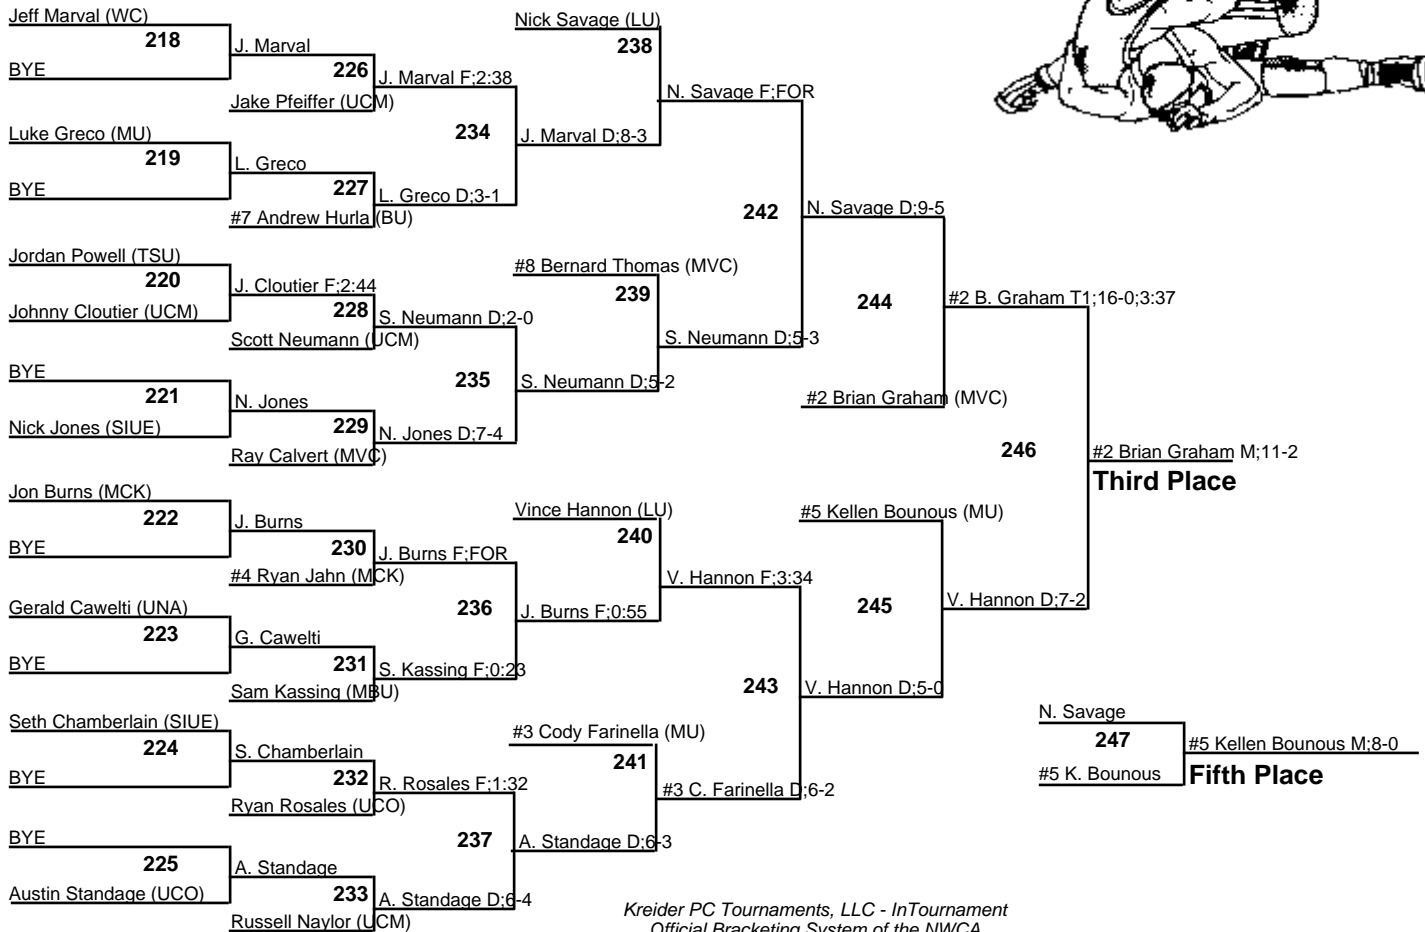 Jeff Marval (WC)
218
BYE
J. Marval
226
Jake Pfeiffer (UCM)
J. Marval F;2:38
Luke Greco (MU)
219
BYE
L. Greco
227
#7 Andrew Hurla (BU)
L. Greco D;3-1
234
J. Marval D;8-3
Nick Savage (LU)
238
N. Savage F;FOR
Jordan Powell (TSU)
220
Johnny Cloutier (UCM)
J. Cloutier F;2:44
228
Scott Neumann (UCM)
S. Neumann D;2-0
BYE
221
Nick Jones (SIUE)
N. Jones
229
Ray Calvert (MVC)
N. Jones D;7-4
235
S. Neumann D;5-2
#8 Bernard Thomas (MVC)
239
S. Neumann D;5-3
242
N. Savage D;9-5
244
#2 Brian Graham (MVC)
#2 B. Graham T1;16-0;3:37
Jon Burns (MCK)
222
BYE
J. Burns
230
#4 Ryan Jahn (MCK)
J. Burns F;FOR
Gerald Cawelti (UNA)
223
BYE
G. Cawelti
231
Sam Kassing (MBU)
S. Kassing F;0:23
236
J. Burns F;0:55
Vince Hannon (LU)
240
V. Hannon F;3:34
Seth Chamberlain (SIUE)
224
BYE
S. Chamberlain
232
Ryan Rosales (UCO)
R. Rosales F;1:32
BYE
225
Austin Standage (UCO)
A. Standage
233
Russell Naylor (UCM)
A. Standage D;6-4
237
A. Standage D;6-3
#3 Cody Farinella (MU)
241
#3 C. Farinella D;6-2
243
V. Hannon D;5-0
#5 Kellen Bounous (MU)
245
V. Hannon D;7-2
246
#2 Brian Graham M;11-2
Third Place
N. Savage
247
#5 K. Bounous
#5 Kellen Bounous M;8-0
Fifth Place
Kreider PC Tournaments, LLC - InTournament
Official Bracketing System of the NWCA